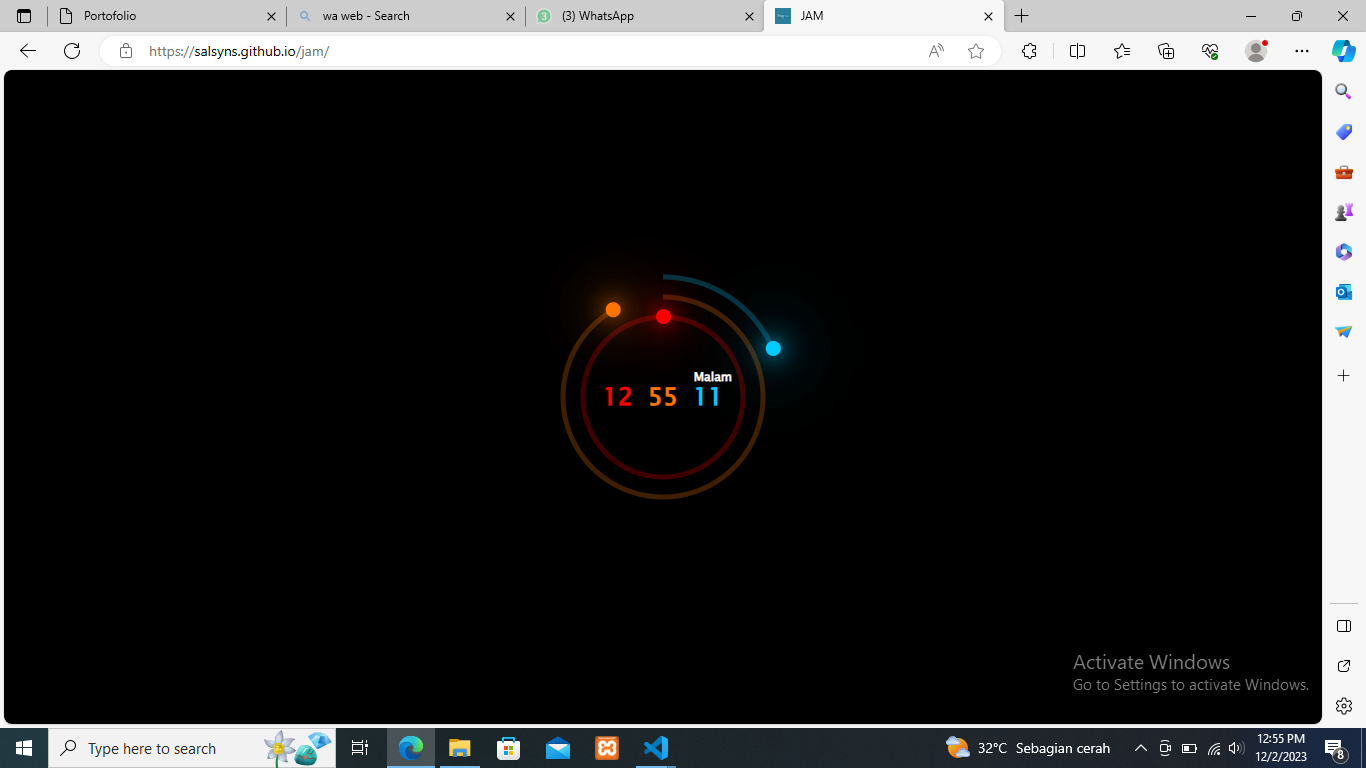 Portofolio
wa web - Search
3
(3) WhatsApp
JAM
https://salsyns.github.io/jam/
Malam
12 55 11
Activate Windows
Go to Settings to activate Windows.
Type here to search
32°C Sebagian cerah
12:55 PM
12/2/2023
8